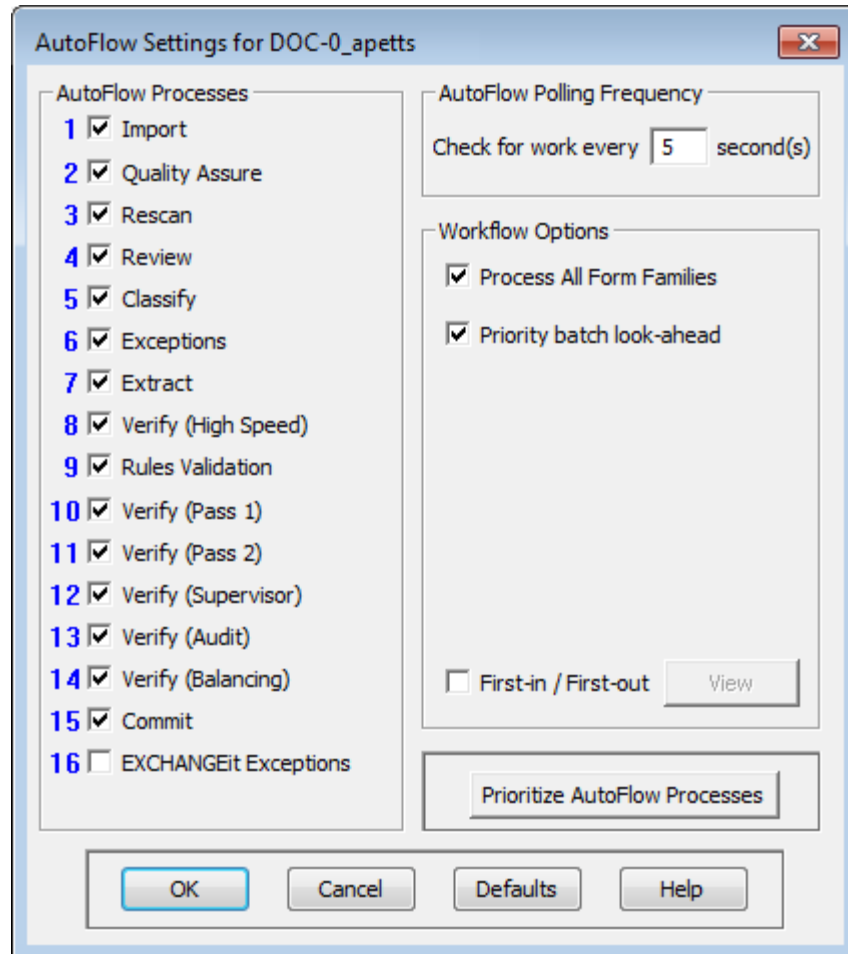 AutoFlow Settings for DOC-0_apetts
AutoFlow Processes
1 Import
2 Quality Assure
3 Rescan
4 Review
5 Classify
6 Exceptions
7 Extract
8 Verify (High Speed)
9 Rules Validation
10 Verify (Pass 1)
11 Verify (Pass 2)
12 Verify (Supervisor)
13 Verify (Audit)
14 Verify (Balancing)
15 Commit
16 EXCHANGEit Exceptions
AutoFlow Polling Frequency
Check for work every 5 second(s)
Workflow Options
Process All Form Families
Priority batch look-ahead
First-in / First-out View
Prioritize AutoFlow Processes
OK Cancel Defaults Help